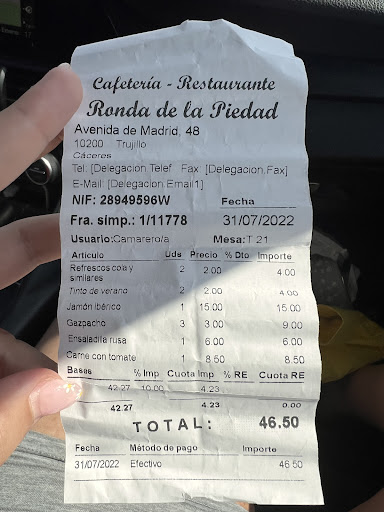 Cafetería - Restaurante
Ronda de la Piedad
Avenida de Madrid, 48
10200 Trujillo
Cáceres
Tel: [Delegacion.Telef Fax [Delegacion.Fax]
E-Mail: [Delegacion.Email1]
NIF: 28949596W Fecha
Fra. simp.: 1/11778 31/07/2022
Usuario:Camarero/a Mesa:T 21
Artículo Uds Precio % Dto Importe
Refrescos cola y
similares 2 2.00 4.00
Tinto de verano 2 2.00 4.00
Jamón ibérico 1 15.00 15.00
Gazpacho 3 3.00 9.00
Ensaladilla rusa 1 6.00 6.00
Carne con tomate 1 8.50 8.50
Bases % Imp Cuota Imp % RE Cuota RE
42.27 10.00 4.23
42.27 4.23 0.00
TOTAL: 46.50
Fecha Método de pago Importe
31/07/2022 Efectivo 46.50